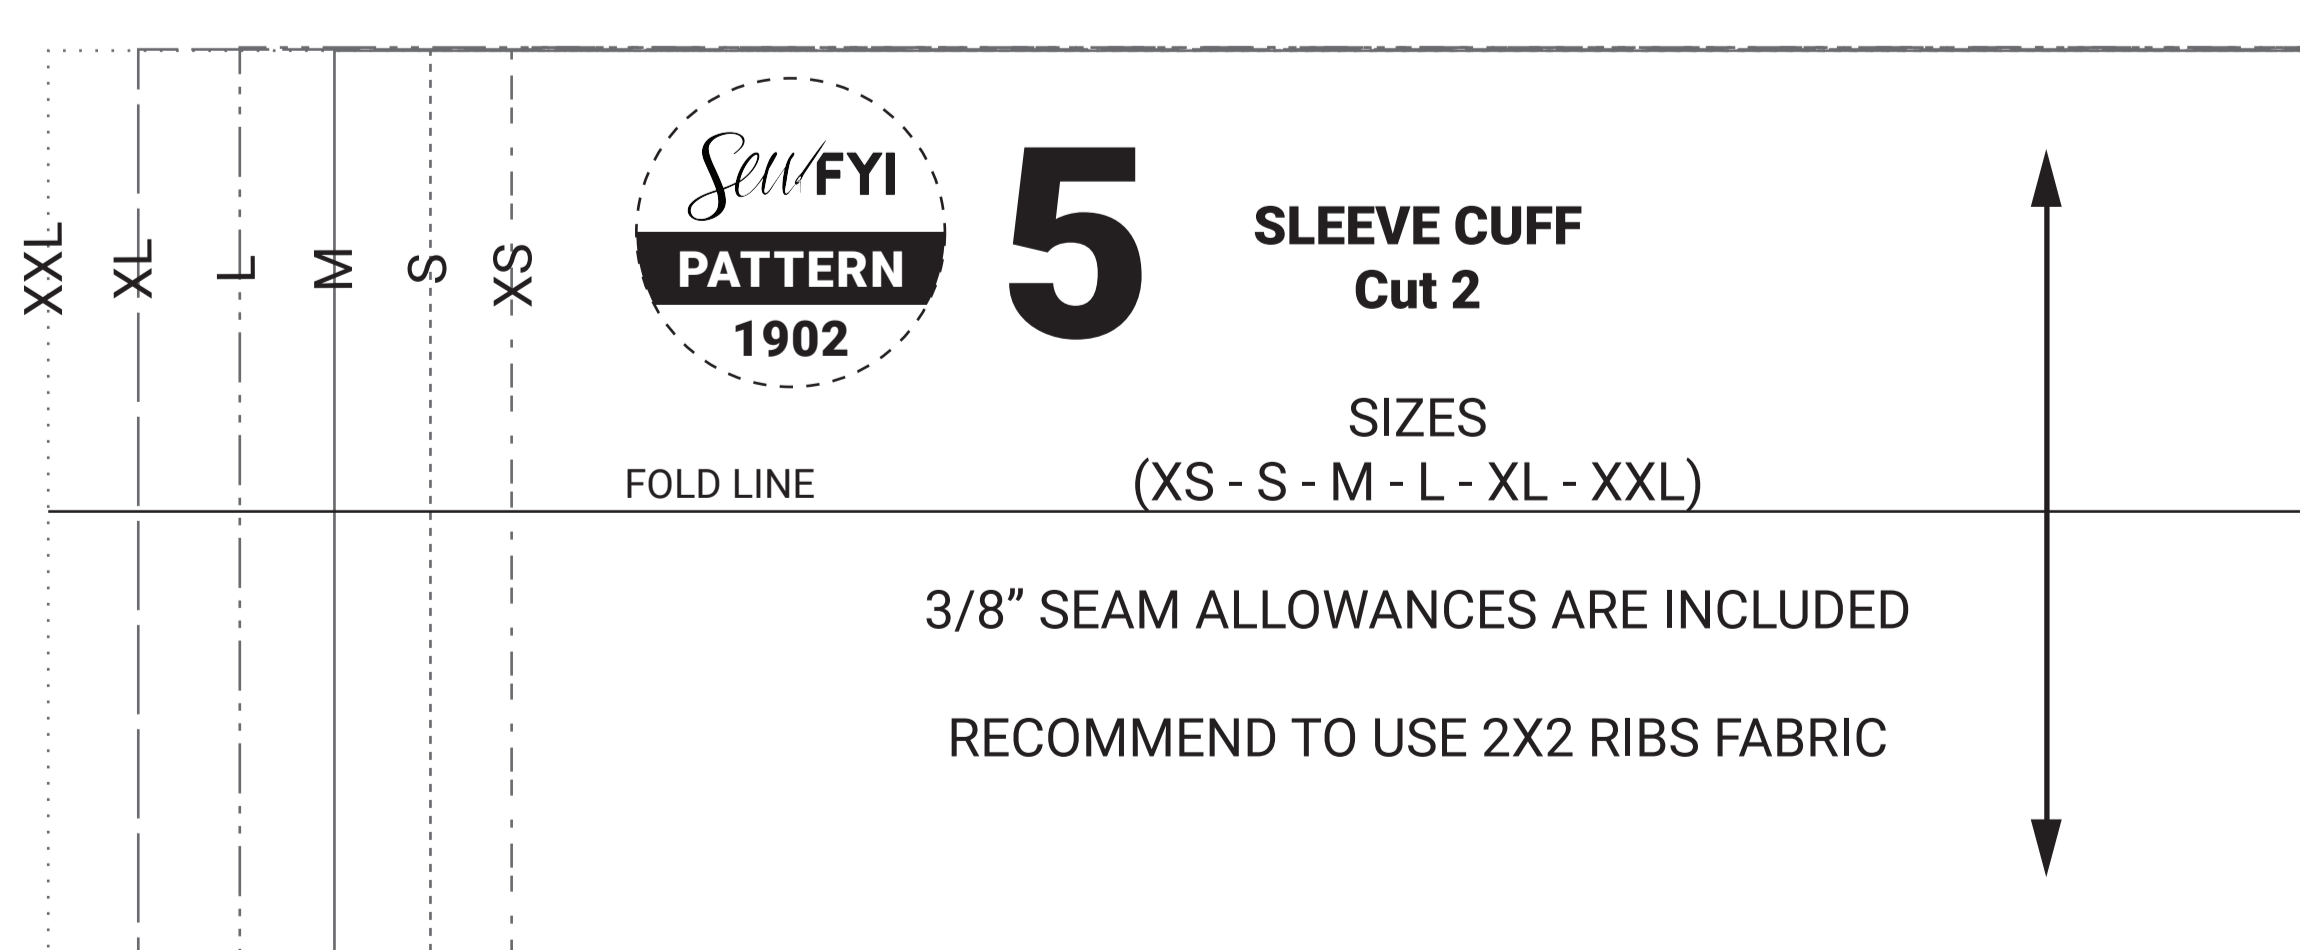 XXL
XL
L
M
S
XS
Sew FYI
PATTERN
1902
5
SLEEVE CUFF
Cut 2
SIZES
(XS - S - M - L - XL - XXL)
FOLD LINE
3/8” SEAM ALLOWANCES ARE INCLUDED
RECOMMEND TO USE 2X2 RIBS FABRIC